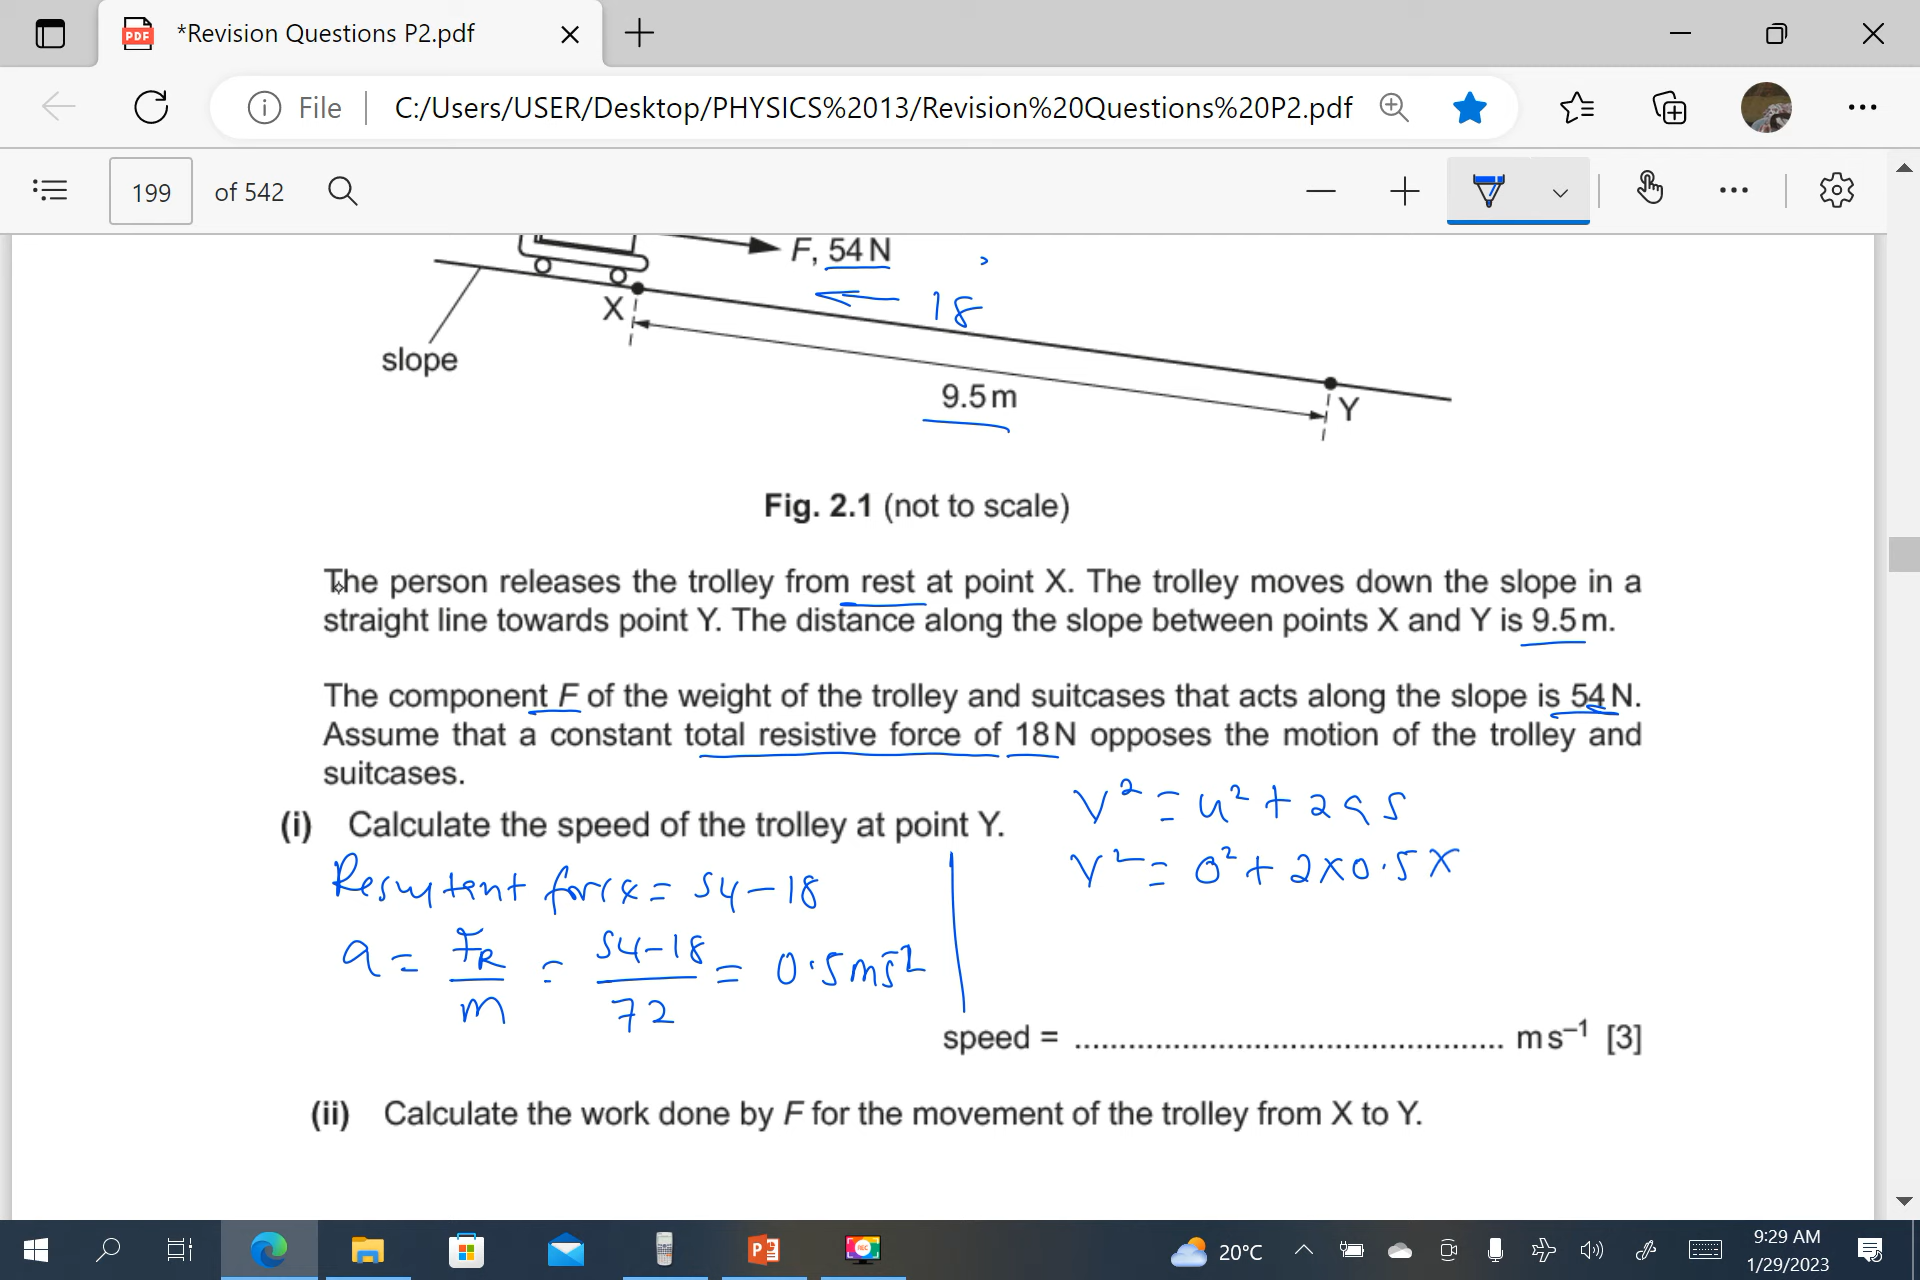 *Revision Questions P2.pdf
File C:/Users/USER/Desktop/PHYSICS%2013/Revision%20Questions%20P2.pdf
199 of 542
F, 54 N
18
X
slope
9.5 m
Y
Fig. 2.1 (not to scale)
The person releases the trolley from rest at point X. The trolley moves down the slope in a
straight line towards point Y. The distance along the slope between points X and Y is 9.5 m.
The component F of the weight of the trolley and suitcases that acts along the slope is 54 N.
Assume that a constant total resistive force of 18 N opposes the motion of the trolley and
suitcases.
v² = u² + 2as
(i) Calculate the speed of the trolley at point Y.
v² = 0² + 2×0.5×
Resultant force = 54 - 18
a = FR/m = 54-18/72 = 0.5 ms⁻²
speed = ................................................ m s⁻¹ [3]
(ii) Calculate the work done by F for the movement of the trolley from X to Y.
20°C
9:29 AM
1/29/2023